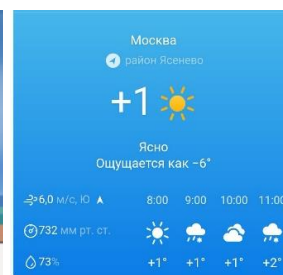 Москва
район Ясенево
+1
Ясно
Ощущается как −6°
6,0 м/с, Ю
8:00 9:00 10:00 11:00
732 мм рт. ст.
73%
+1° +1° +1° +2°